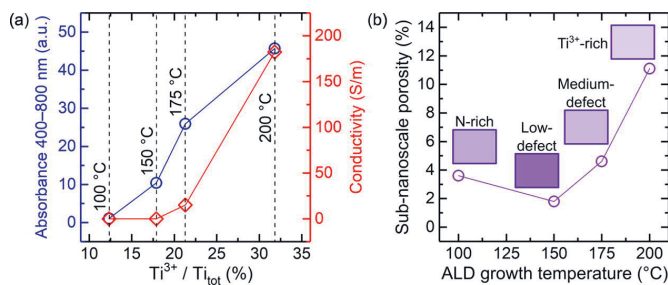 (a)
Absorbance 400–800 nm (a.u.)
50
40
30
20
10
0
100 °C
150 °C
175 °C
200 °C
200
150
100
50
0
Conductivity (S/m)
10 15 20 25 30 35
Ti³⁺ / Ti_tot (%)
(b)
Sub-nanoscale porosity (%)
14
12
10
8
6
4
2
0
N-rich
Low-
defect
Medium-
defect
Ti³⁺-rich
100 125 150 175 200
ALD growth temperature (°C)